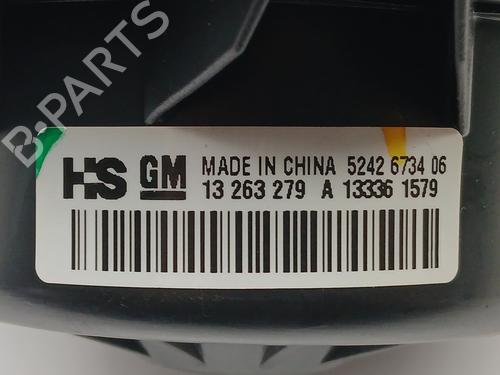 B-PARTS
HS GM MADE IN CHINA 5242 6734 06
13 263 279 A 13336 1579